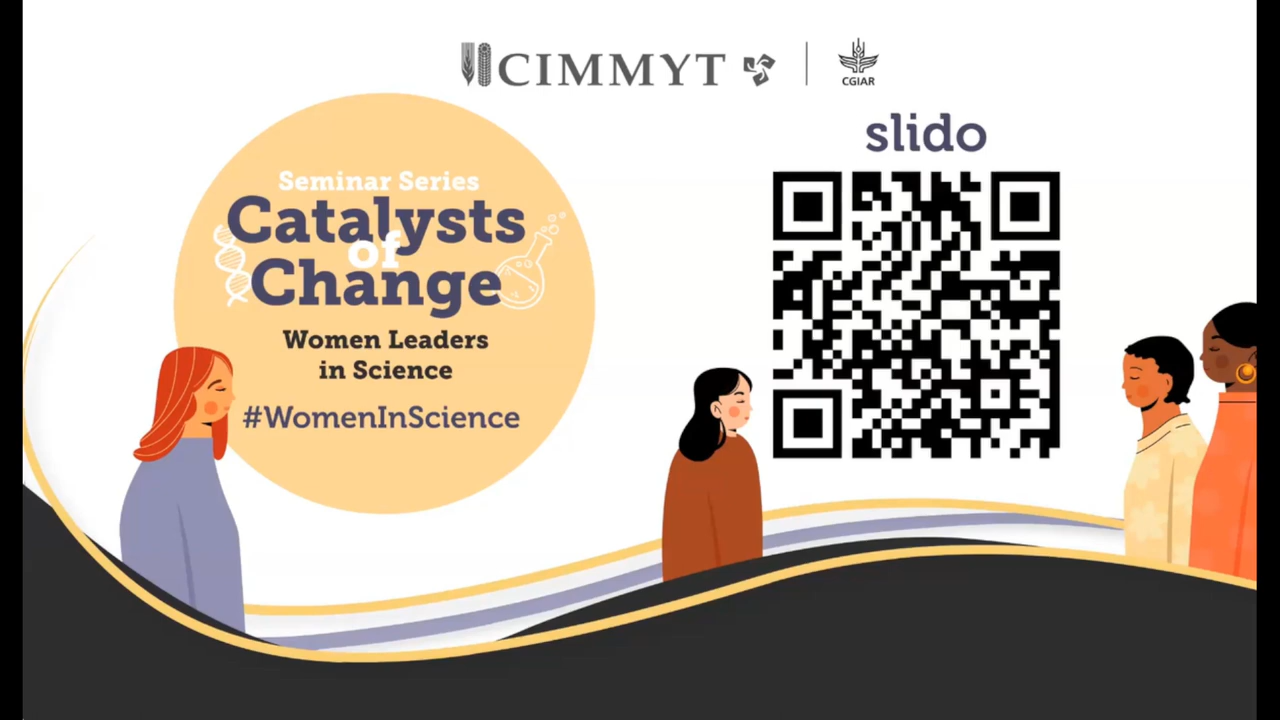 CIMMYT
CGIAR
slido
Seminar Series
Catalysts
of
Change
Women Leaders
in Science
#WomenInScience